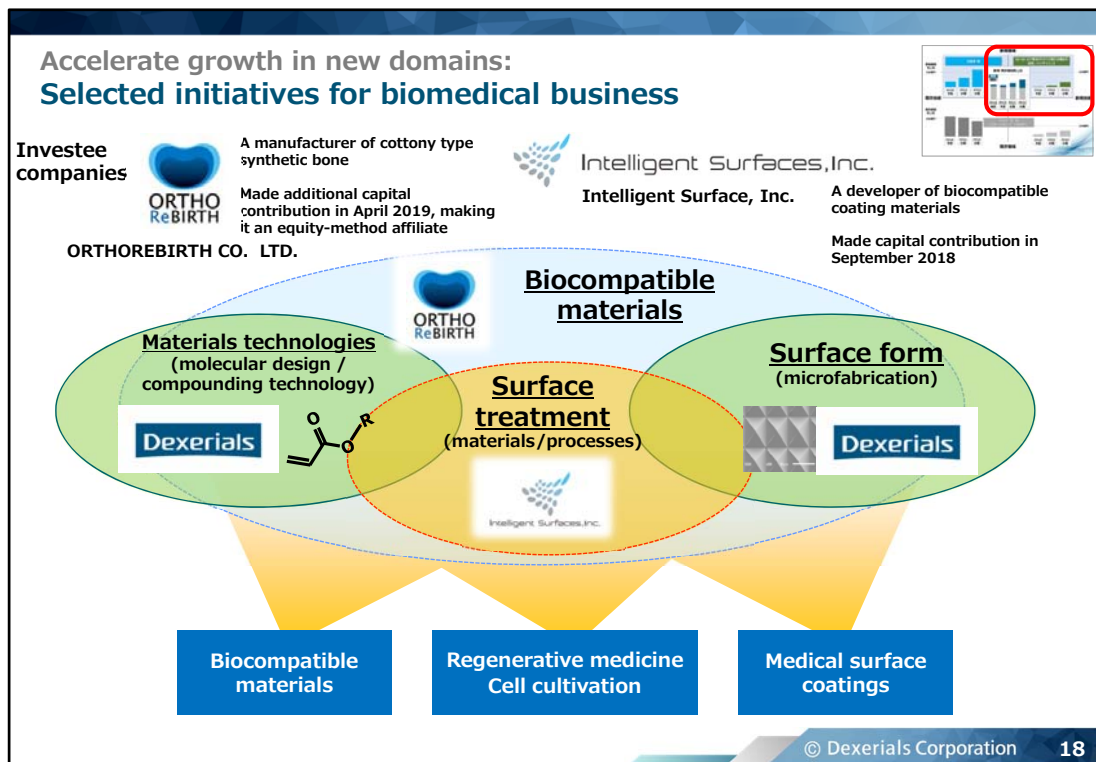 Accelerate growth in new domains:
Selected initiatives for biomedical business
Investee
companies
ORTHO
ReBIRTH
A manufacturer of cottony type
synthetic bone
Made additional capital
contribution in April 2019, making
it an equity-method affiliate
ORTHOREBIRTH CO. LTD.
Intelligent Surfaces,Inc.
Intelligent Surface, Inc.
A developer of biocompatible
coating materials
Made capital contribution in
September 2018
ORTHO
ReBIRTH
Biocompatible
materials
Materials technologies
(molecular design /
compounding technology)
Dexerials
O
O
R
Surface
treatment
(materials/processes)
Intelligent Surfaces,Inc.
Surface form
(microfabrication)
Dexerials
Biocompatible
materials
Regenerative medicine
Cell cultivation
Medical surface
coatings
© Dexerials Corporation 18